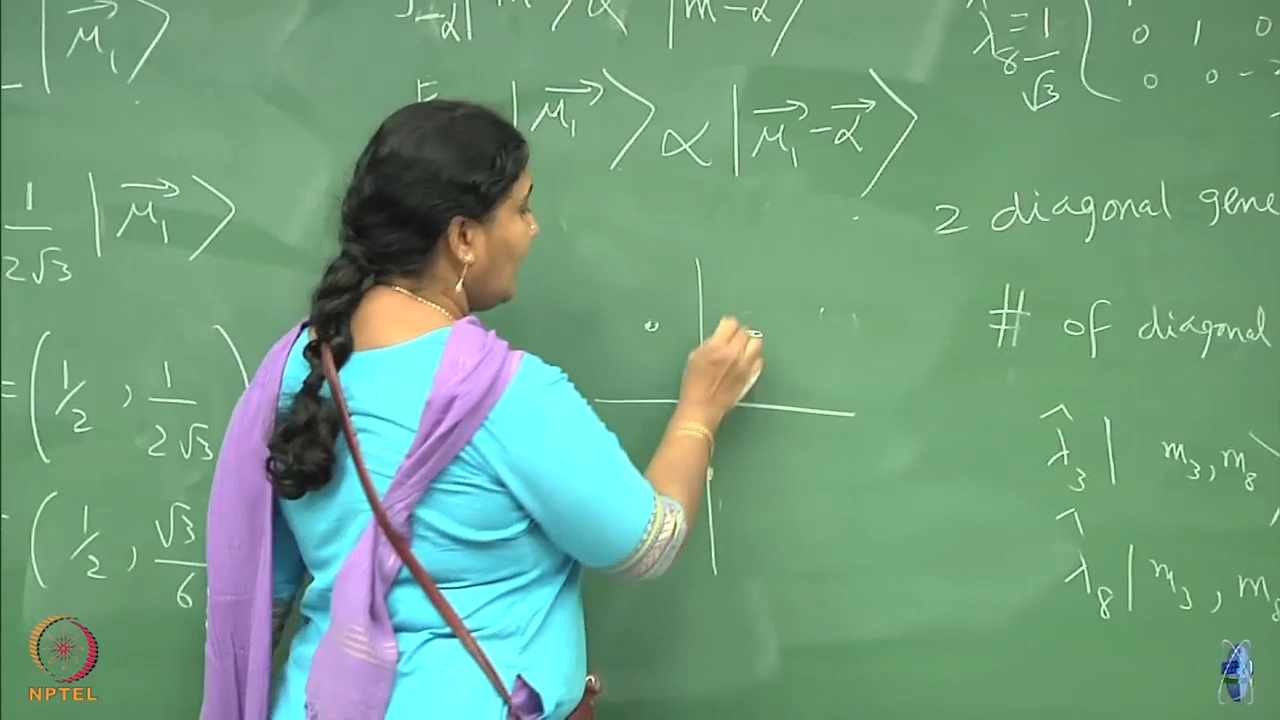 |μ₁⟩
-α| m⟩ α |m-α⟩
λ̂₈ = 1/√3
0 1 0
0 0 -
E |μ₁⟩ α |μ₁ - α⟩
1/2√3 |μ₁⟩
2 diagonal gene
# of diagonal
= (1/2, 1/2√3)
λ̂₃ | m₃, m₈ ⟩
= (1/2, √3/6
λ̂₈ | m₃, m₈
NPTEL